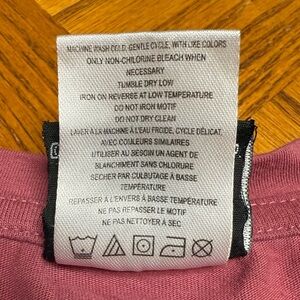 MACHINE WASH COLD, GENTLE CYCLE, WITH LIKE COLORS
ONLY NON-CHLORINE BLEACH WHEN
NECESSARY
TUMBLE DRY LOW
IRON ON REVERSE AT LOW TEMPERATURE
DO NOT IRON MOTIF
DO NOT DRY CLEAN
LAVER À LA MACHINE À L'EAU FROIDE, CYCLE DÉLICAT,
AVEC COULEURS SIMILAIRES
UTILISER AU BESOIN UN AGENT DE
BLANCHIMENT SANS CHLORURE
SÉCHER PAR CULBUTAGE À BASSE
TEMPÉRATURE
REPASSER À L'ENVERS À BASSE TEMPÉRATURE
NE PAS REPASSER LE MOTIF
NE PAS NETTOYER À SEC